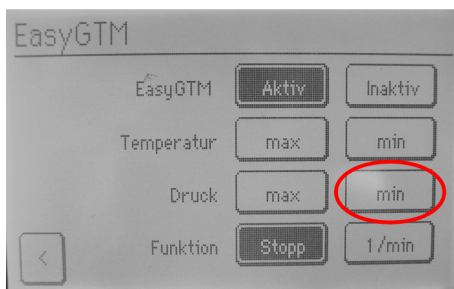 EasyGTM
EasyGTM Aktiv Inaktiv
Temperatur max min
Druck max min
< Funktion Stopp 1/min